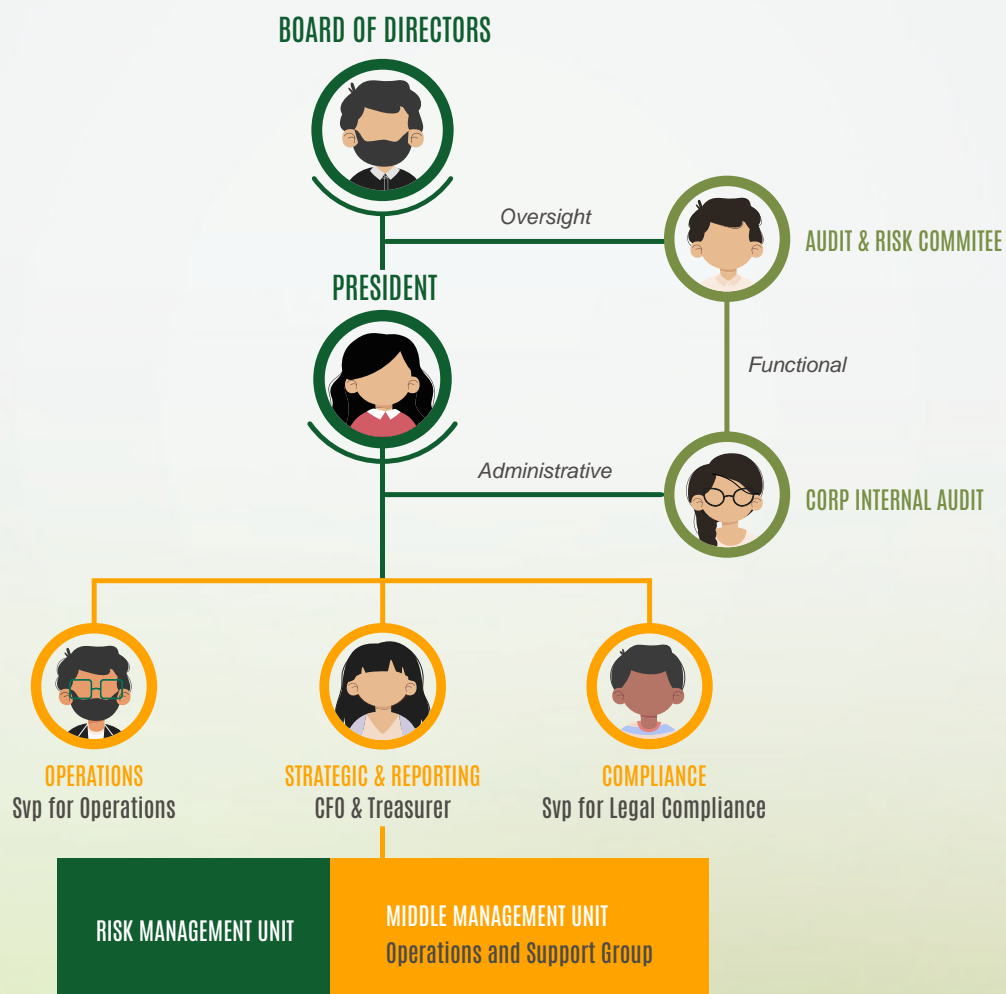 BOARD OF DIRECTORS
Oversight
AUDIT & RISK COMMITEE
PRESIDENT
Functional
Administrative
CORP INTERNAL AUDIT
OPERATIONS
Svp for Operations
STRATEGIC & REPORTING
CFO & Treasurer
COMPLIANCE
Svp for Legal Compliance
RISK MANAGEMENT UNIT
MIDDLE MANAGEMENT UNIT
Operations and Support Group